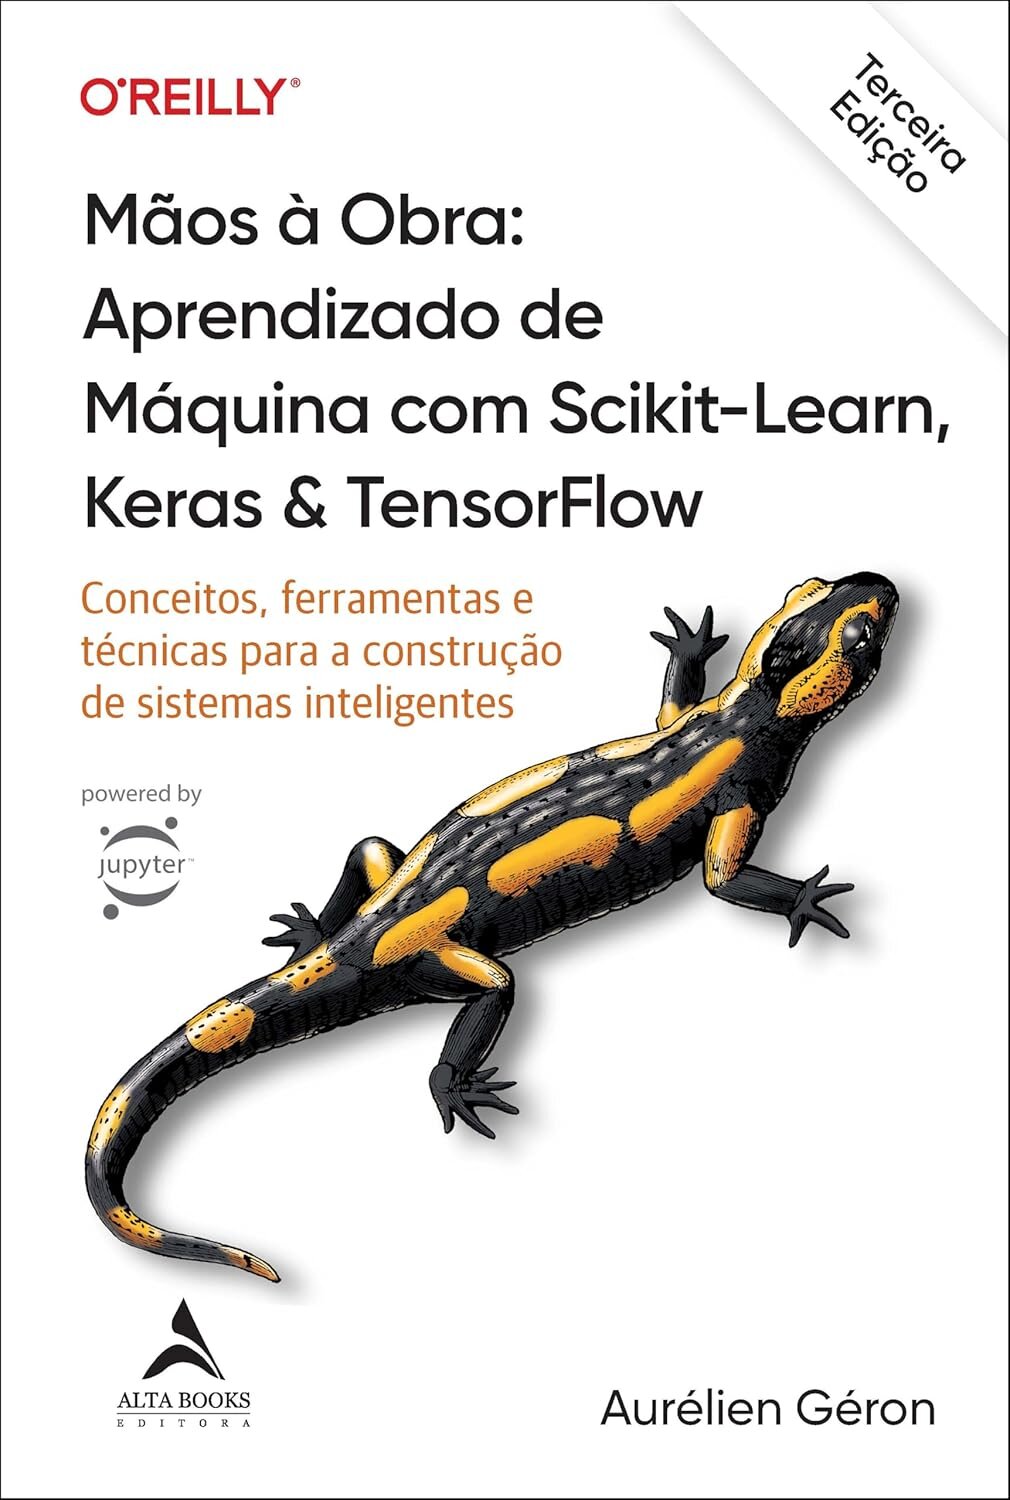 O'REILLY®
Terceira
Edição
Mãos à Obra:
Aprendizado de
Máquina com Scikit-Learn,
Keras & TensorFlow
Conceitos, ferramentas e
técnicas para a construção
de sistemas inteligentes
powered by
jupyter™
ALTA BOOKS
EDITORA
Aurélien Géron